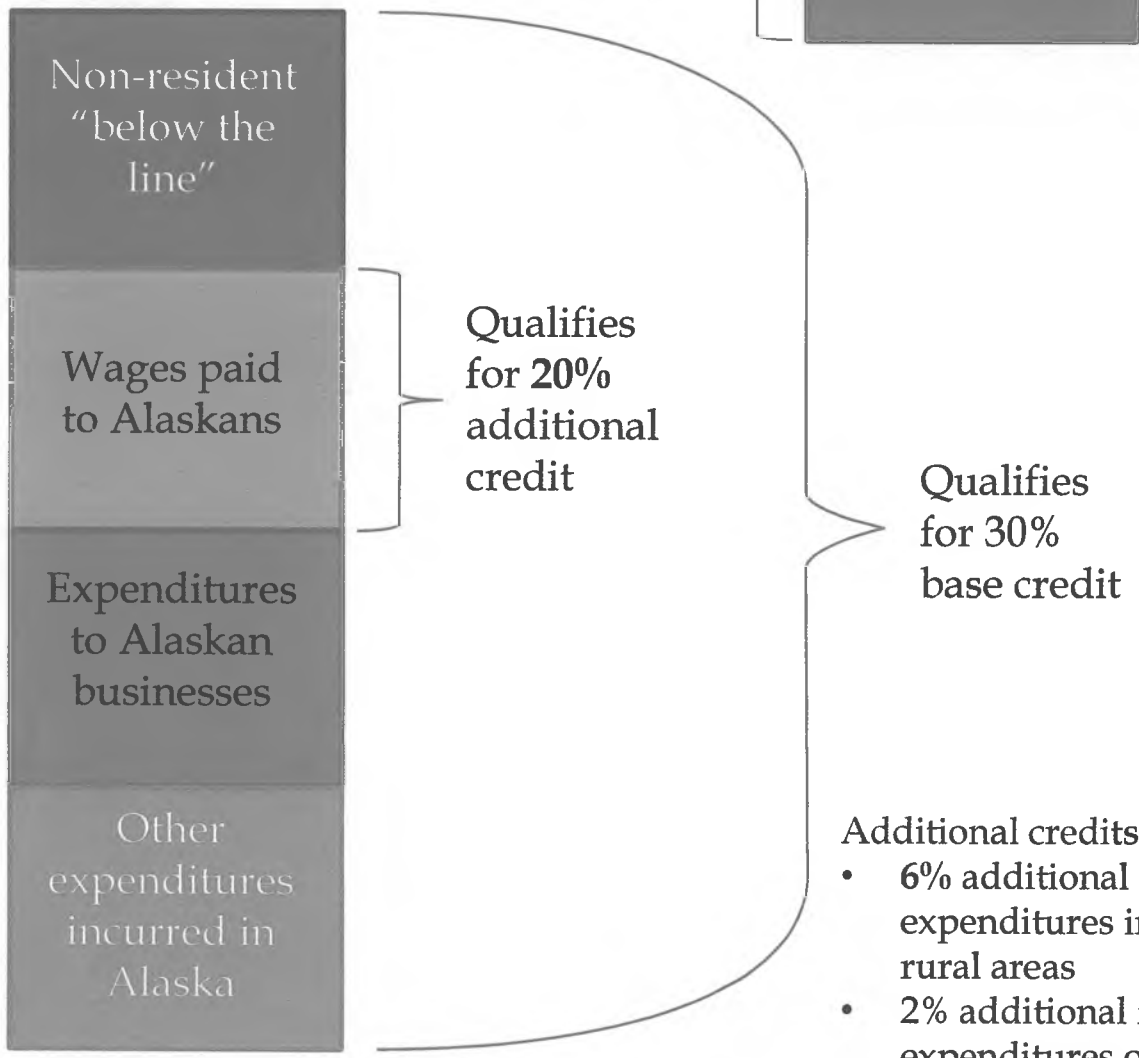 Non-resident
"below the
line"
Wages paid
to Alaskans
Qualifies
for 20%
additional
credit
Qualifies
for 30%
base credit
Expenditures
to Alaskan
businesses
Other
expenditures
incurred in
Alaska
Additional credits
• 6% additional
expenditures
rural areas
• 2% additional
expenditures